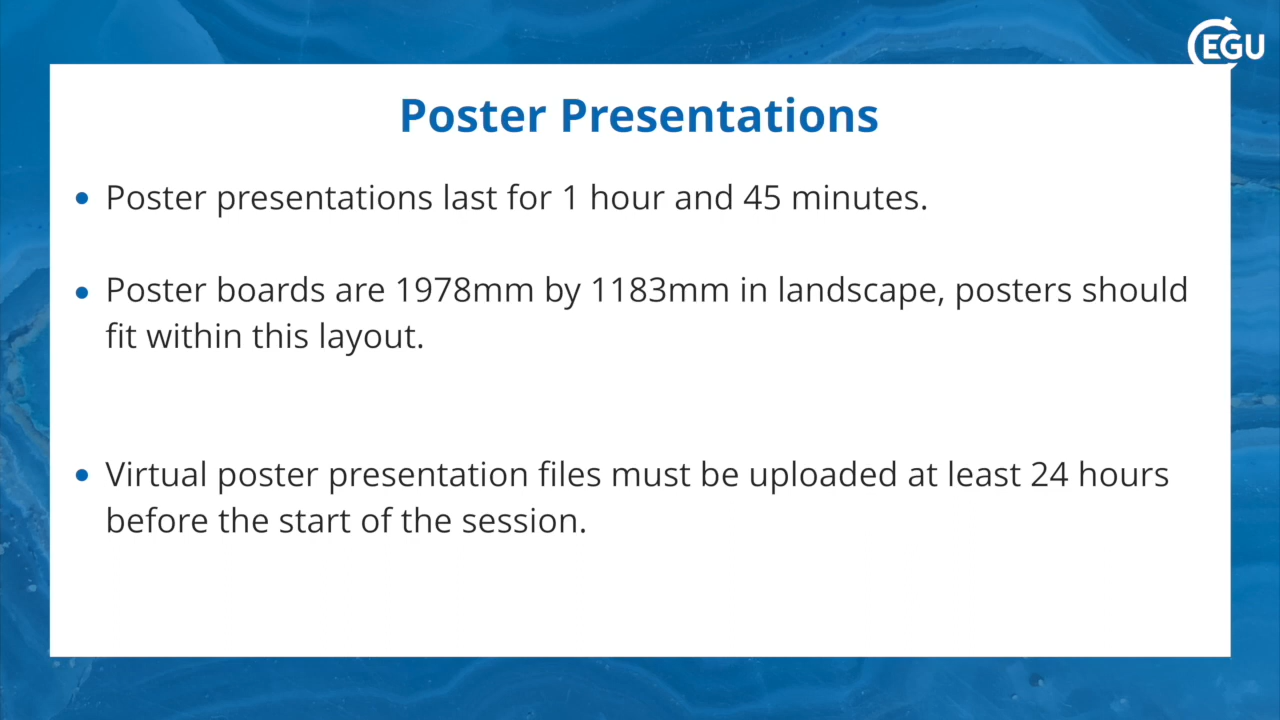 EGU
Poster Presentations
• Poster presentations last for 1 hour and 45 minutes.
• Poster boards are 1978mm by 1183mm in landscape, posters should
fit within this layout.
• Virtual poster presentation files must be uploaded at least 24 hours
before the start of the session.